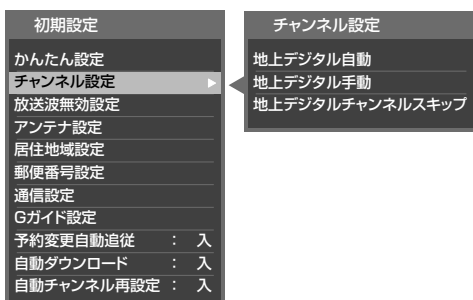 初期設定
かんたん設定
チャンネル設定
放送波無効設定
アンテナ設定
居住地域設定
郵便番号設定
通信設定
Gガイド設定
予約変更自動追従 : 入
自動ダウンロード : 入
自動チャンネル再設定 : 入
チャンネル設定
地上デジタル自動
地上デジタル手動
地上デジタルチャンネルスキップ